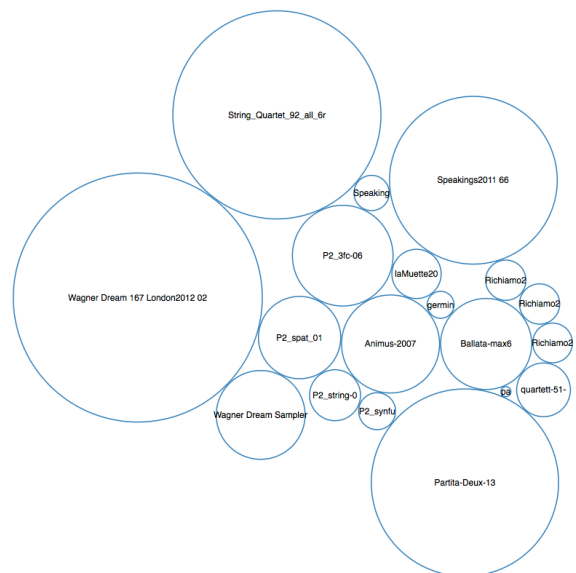 String_Quartet_92_all_6r
Speakings2011 66
Speaking
P2_3fc-06
laMuette20
Richiamo2
Wagner Dream 167 London2012 02
germin
Richiamo2
P2_spat_01
Animus-2007
Ballata-max6
Richiamo2
P2_string-0
pa
quartett-51-
Wagner Dream Sampler
P2_synfu
Partita-Deux-13